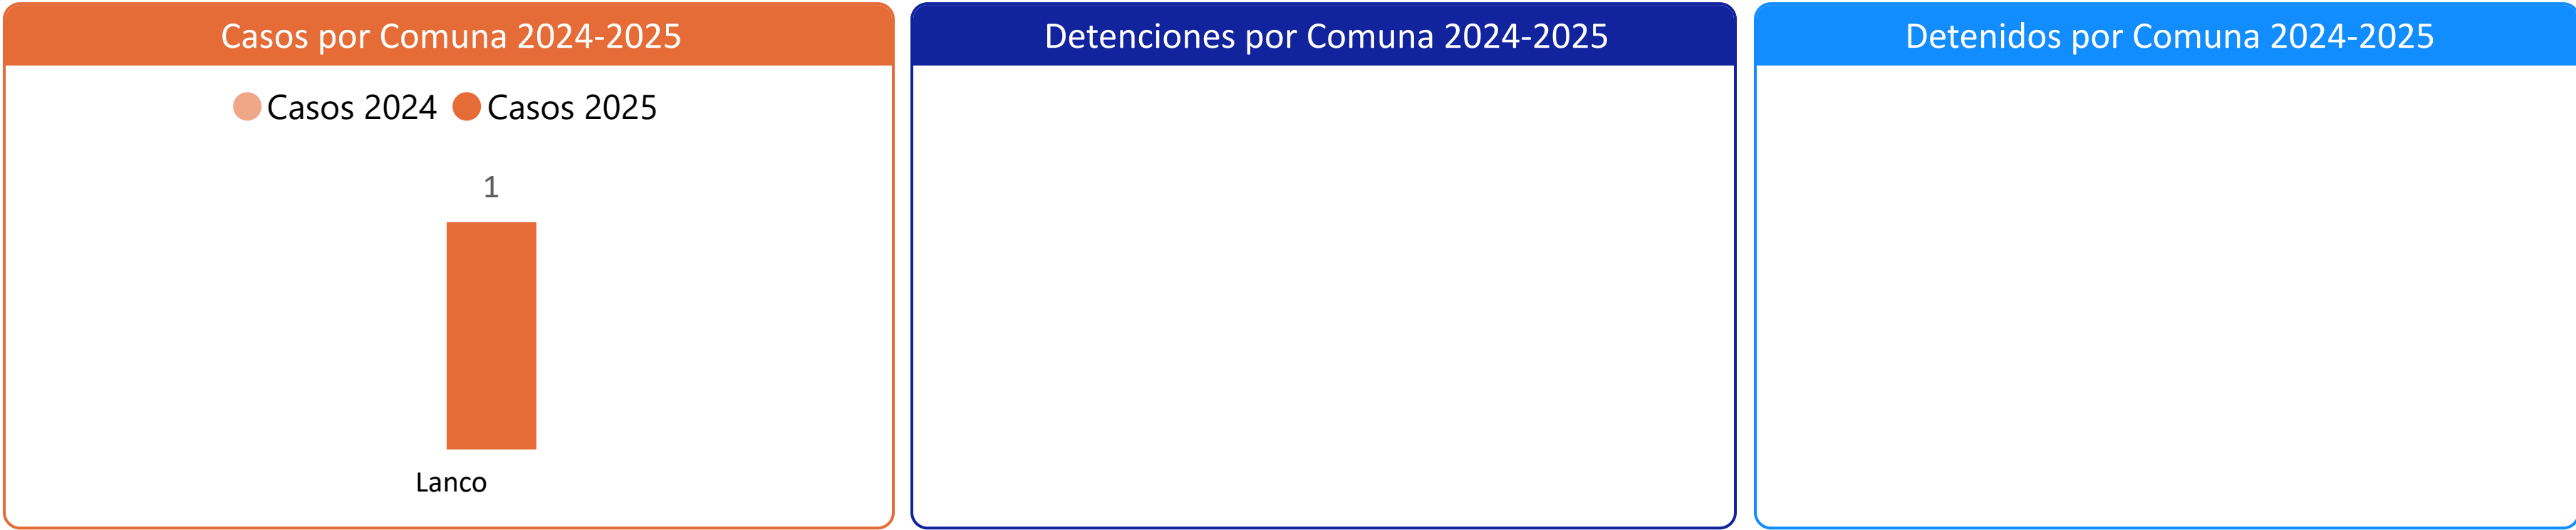 Casos por Comuna 2024-2025
Casos 2024 Casos 2025
1
Lanco
Detenciones por Comuna 2024-2025
Detenidos por Comuna 2024-2025